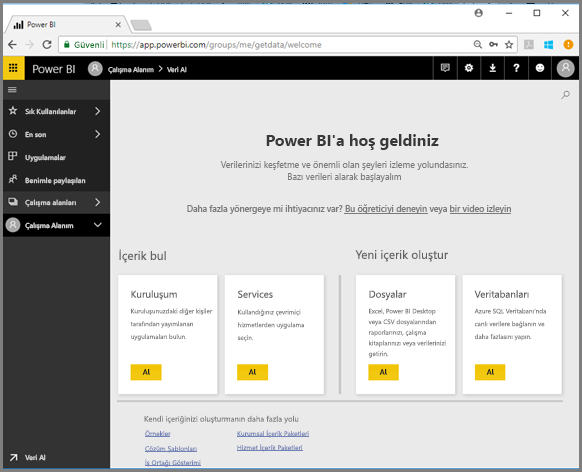 Power BI
Güvenli https://app.powerbi.com/groups/me/getdata/welcome
Power BI Çalışma Alanım > Veri Al
Sık Kullanılanlar
En son
Uygulamalar
Benimle paylaşılan
Çalışma alanları
Çalışma Alanım
Veri Al
Power BI'a hoş geldiniz
Verilerinizi keşfetme ve önemli olan şeyleri izleme yolundasınız.
Bazı verileri alarak başlayalım
Daha fazla yönergeye mi ihtiyacınız var? Bu öğreticiyi deneyin veya bir video izleyin
İçerik bul
Kuruluşum
Kuruluşunuzdaki diğer kişiler
tarafından yayımlanan
uygulamaları bulun.
Al
Services
Kullandığınız çevrimiçi
hizmetlerden uygulama
seçin.
Al
Yeni içerik oluştur
Dosyalar
Excel, Power BI Desktop
veya CSV dosyalarından
raporlarınızı, çalışma
kitaplarınızı veya verilerinizi
getirin.
Al
Veritabanları
Azure SQL Veritabanı'nda
canlı verilere bağlanın ve
daha fazlasını yapın.
Al
Kendi içeriğinizi oluşturmanın daha fazla yolu
Örnekler
Kurumsal İçerik Paketleri
Çözüm Şablonları
Hizmet İçerik Paketleri
İş Ortağı Gösterimi